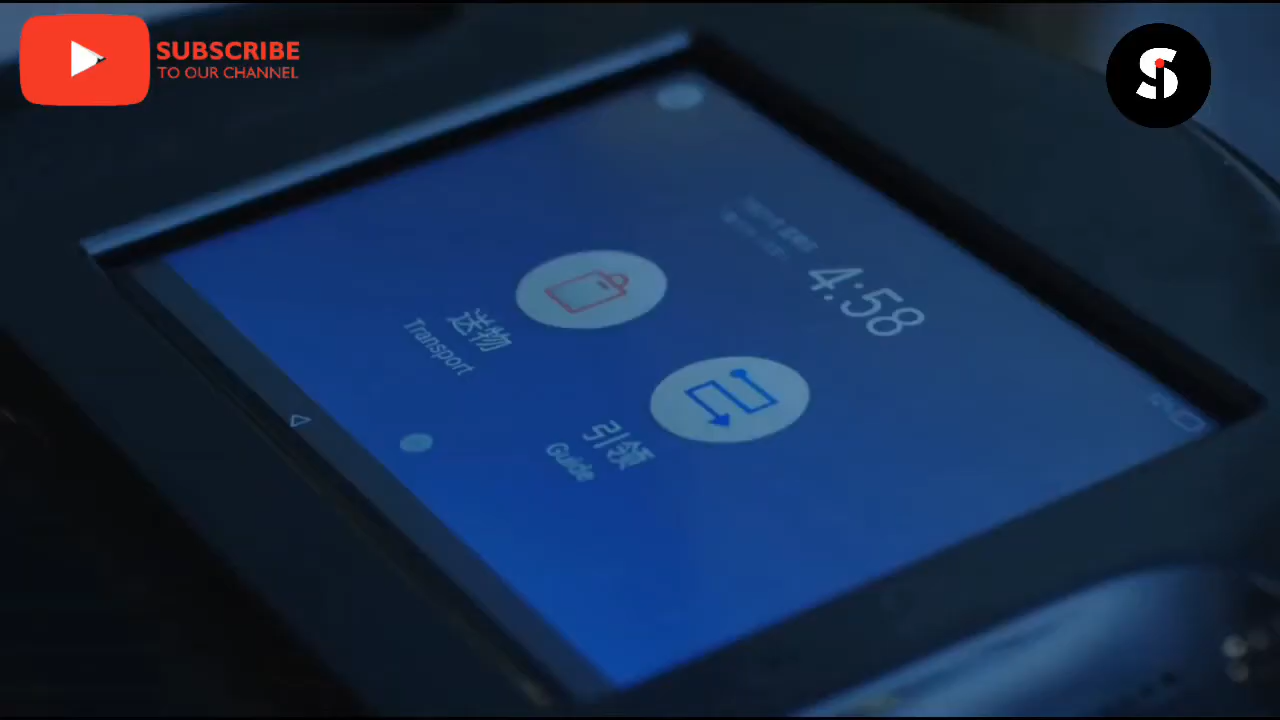 SUBSCRIBE
TO OUR CHANNEL
4:58
送物
Transport
引领
Guide